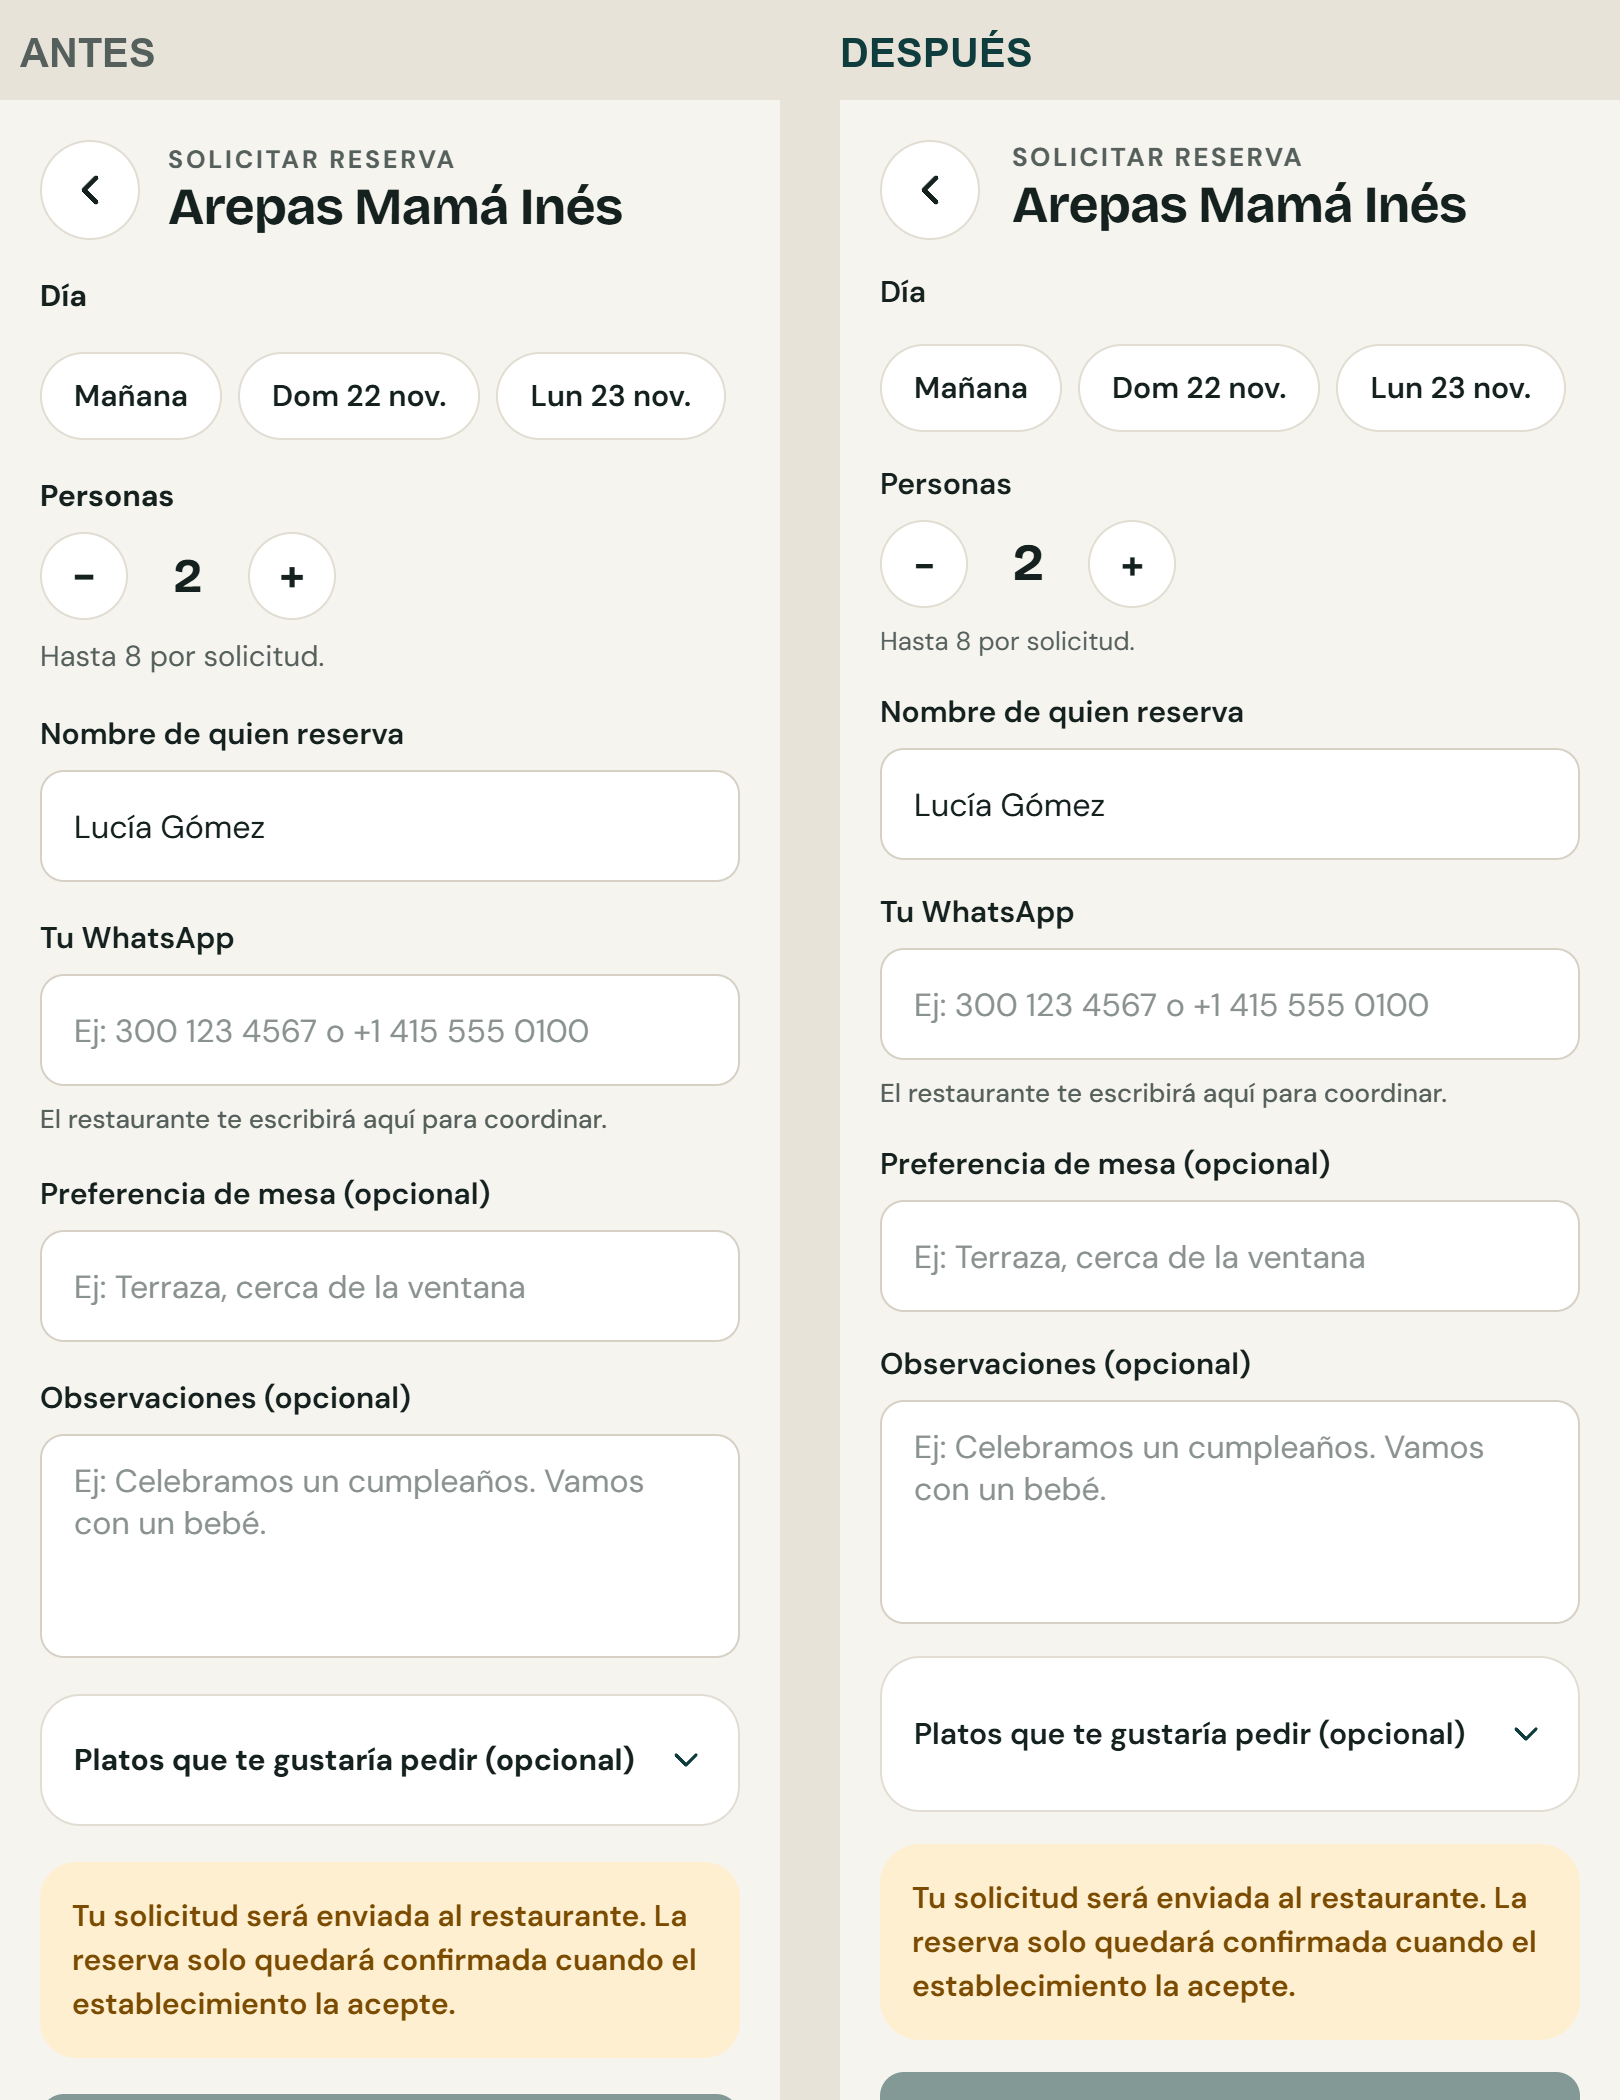 ANTES
SOLICITAR RESERVA
Arepas Mamá Inés
Día
Mañana
Dom 22 nov.
Lun 23 nov.
Personas
−
2
+
Hasta 8 por solicitud.
Nombre de quien reserva
Lucía Gómez
Tu WhatsApp
Ej: 300 123 4567 o +1 415 555 0100
El restaurante te escribirá aquí para coordinar.
Preferencia de mesa (opcional)
Ej: Terraza, cerca de la ventana
Observaciones (opcional)
Ej: Celebramos un cumpleaños. Vamos
con un bebé.
Platos que te gustaría pedir (opcional)
Tu solicitud será enviada al restaurante. La
reserva solo quedará confirmada cuando el
establecimiento la acepte.
DESPUÉS
SOLICITAR RESERVA
Arepas Mamá Inés
Día
Mañana
Dom 22 nov.
Lun 23 nov.
Personas
−
2
+
Hasta 8 por solicitud.
Nombre de quien reserva
Lucía Gómez
Tu WhatsApp
Ej: 300 123 4567 o +1 415 555 0100
El restaurante te escribirá aquí para coordinar.
Preferencia de mesa (opcional)
Ej: Terraza, cerca de la ventana
Observaciones (opcional)
Ej: Celebramos un cumpleaños. Vamos
con un bebé.
Platos que te gustaría pedir (opcional)
Tu solicitud será enviada al restaurante. La
reserva solo quedará confirmada cuando el
establecimiento la acepte.